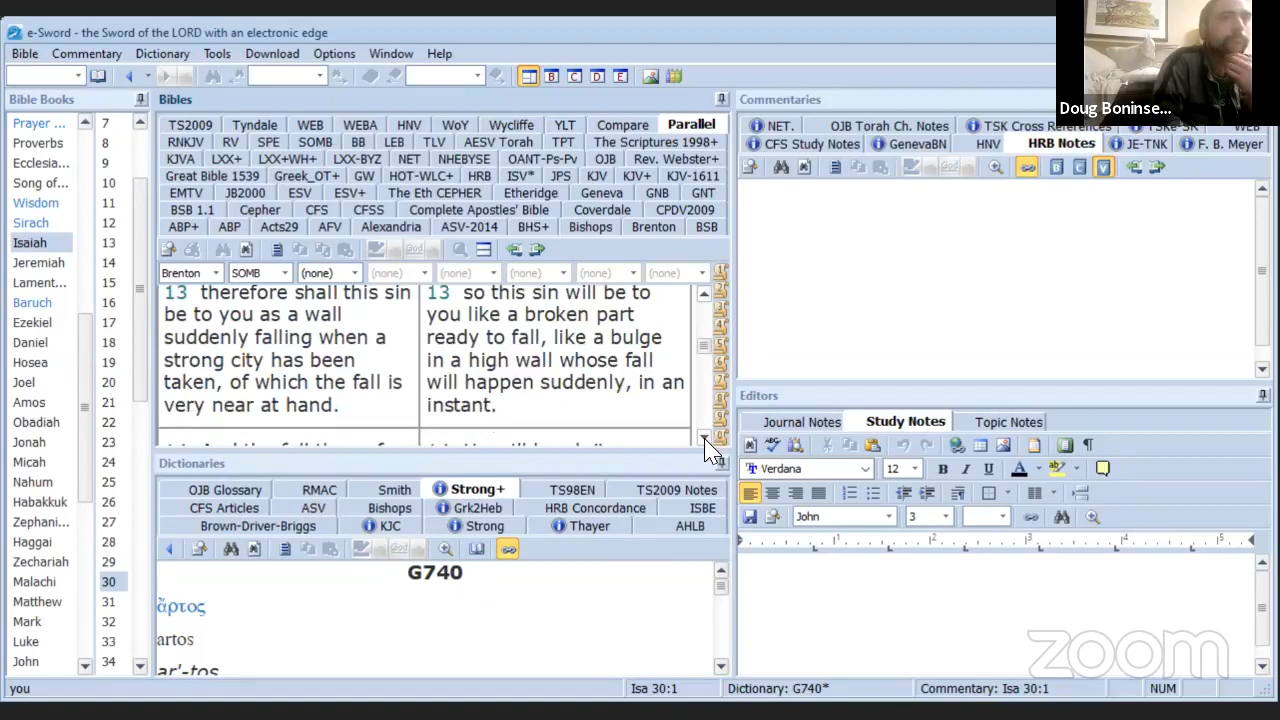 e-Sword - the Sword of the LORD with an electronic edge
Bible Commentary Dictionary Tools Download Options Window Help
B C D E
Doug Boninse...
Bible Books
Prayer ... 7
Proverbs 8
Ecclesia... 9
Song of... 10
Wisdom 11
Sirach 12
Isaiah 13
Jeremiah 14
Lament... 15
Baruch 16
Ezekiel 17
Daniel 18
Hosea 19
Joel 20
Amos 21
Obadiah 22
Jonah 23
Micah 24
Nahum 25
Habakkuk 26
Zephani... 27
Haggai 28
Zechariah 29
Malachi 30
Matthew 31
Mark 32
Luke 33
John 34
Bibles
TS2009 Tyndale WEB WEBA HNV WoY Wycliffe YLT Compare Parallel
RNKJV RV SPE SOMB BB LEB TLV AESV Torah TPT The Scriptures 1998+
KJVA LXX+ LXX+WH+ LXX-BYZ NET NHEBYSE OANT-Ps-Pv OJB Rev. Webster+
Great Bible 1539 Greek_OT+ GW HOT-WLC+ HRB ISV* JPS KJV KJV+ KJV-1611
EMTV JB2000 ESV ESV+ The Eth CEPHER Etheridge Geneva GNB GNT
BSB 1.1 Cepher CFS CFSS Complete Apostles' Bible Coverdale CPDV2009
ABP+ ABP Acts29 AFV Alexandria ASV-2014 BHS+ Bishops Brenton BSB
Brenton SOMB (none) (none) (none) (none) (none) (none)
13 therefore shall this sin
be to you as a wall
suddenly falling when a
strong city has been
taken, of which the fall is
very near at hand.
13 so this sin will be to
you like a broken part
ready to fall, like a bulge
in a high wall whose fall
will happen suddenly, in an
instant.
Dictionaries
OJB Glossary RMAC Smith Strong+ TS98EN TS2009 Notes
CFS Articles ASV Bishops Grk2Heb HRB Concordance ISBE
Brown-Driver-Briggs KJC Strong Thayer AHLB
G740
ἄρτος
artos
ar'-tos
Commentaries
NET. OJB Torah Ch. Notes TSK Cross References TSKe-SR WEB
CFS Study Notes GenevaBN HNV HRB Notes JE-TNK F. B. Meyer
B C V
Editors
Journal Notes Study Notes Topic Notes
Verdana 12 B I U A ab
John 3
1 2 3 4 5
zoom
you Isa 30:1 Dictionary: G740* Commentary: Isa 30:1 NUM